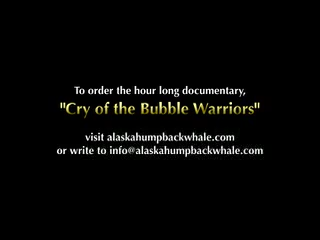 To order the hour long documentary,
"Cry of the Bubble Warriors"
visit alaskahumpbackwhale.com
or write to info@alaskahumpbackwhale.com